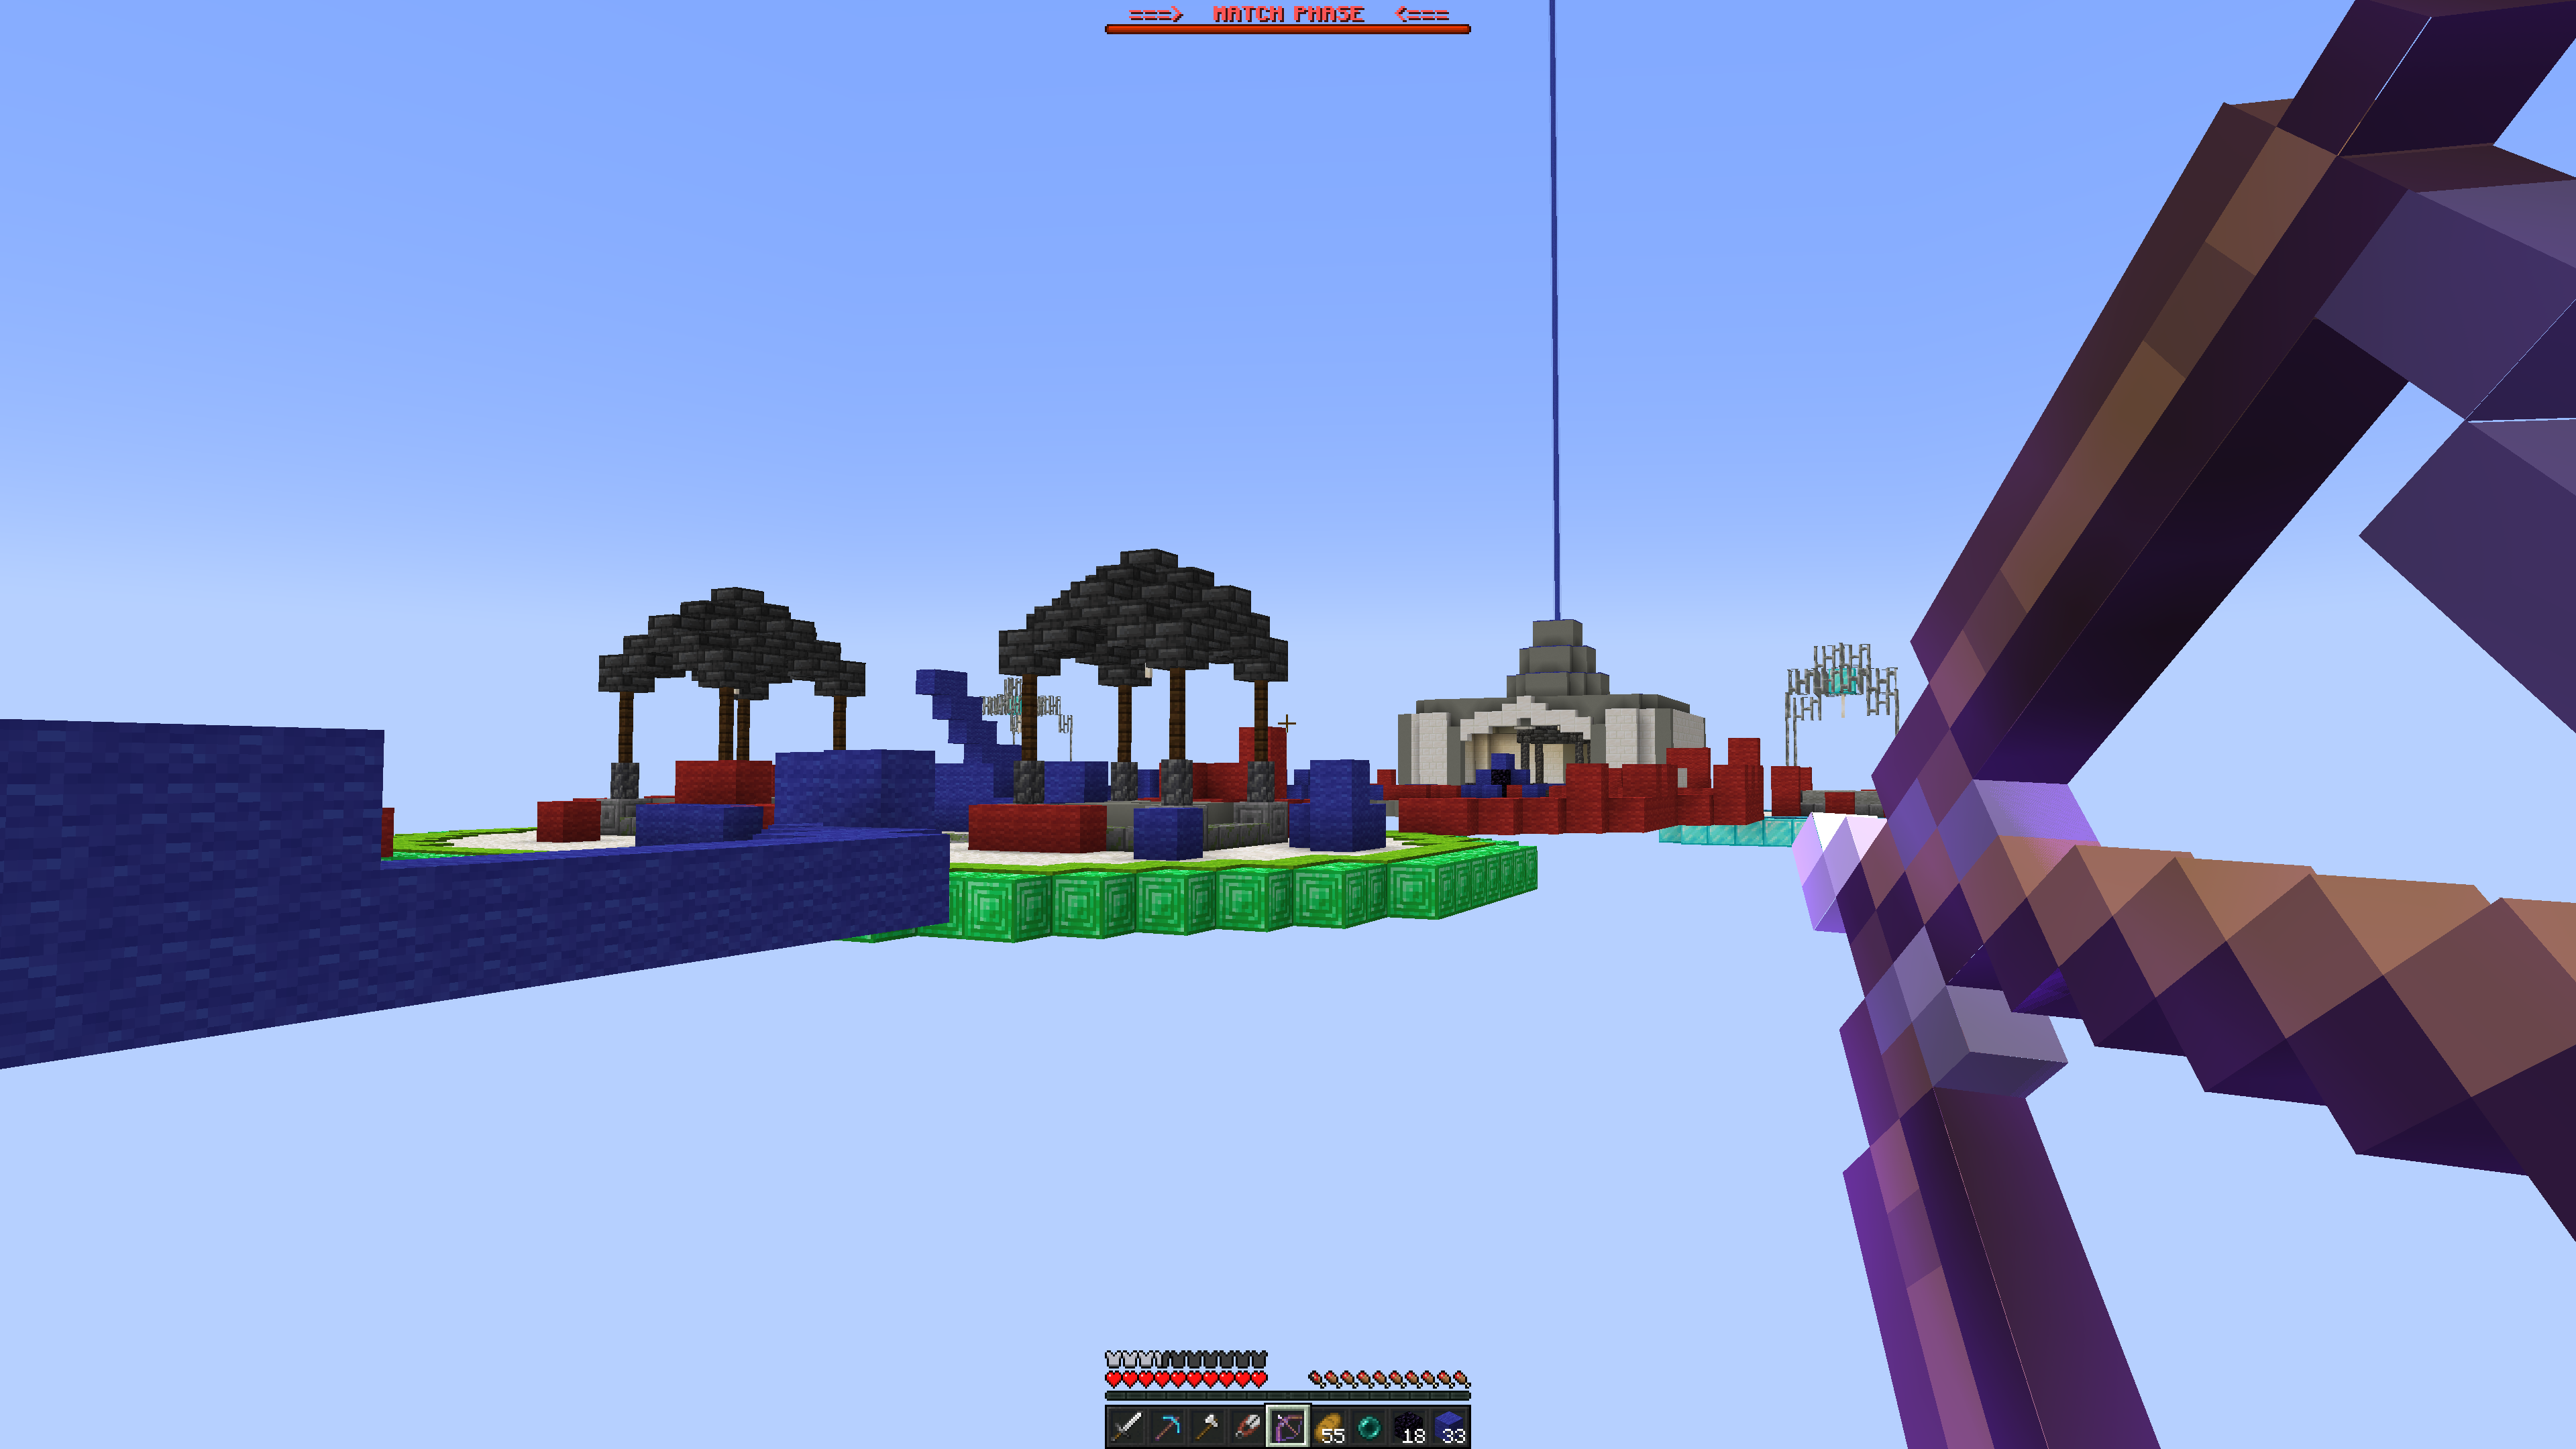 ===> MATCH PHASE <===
55 18 33